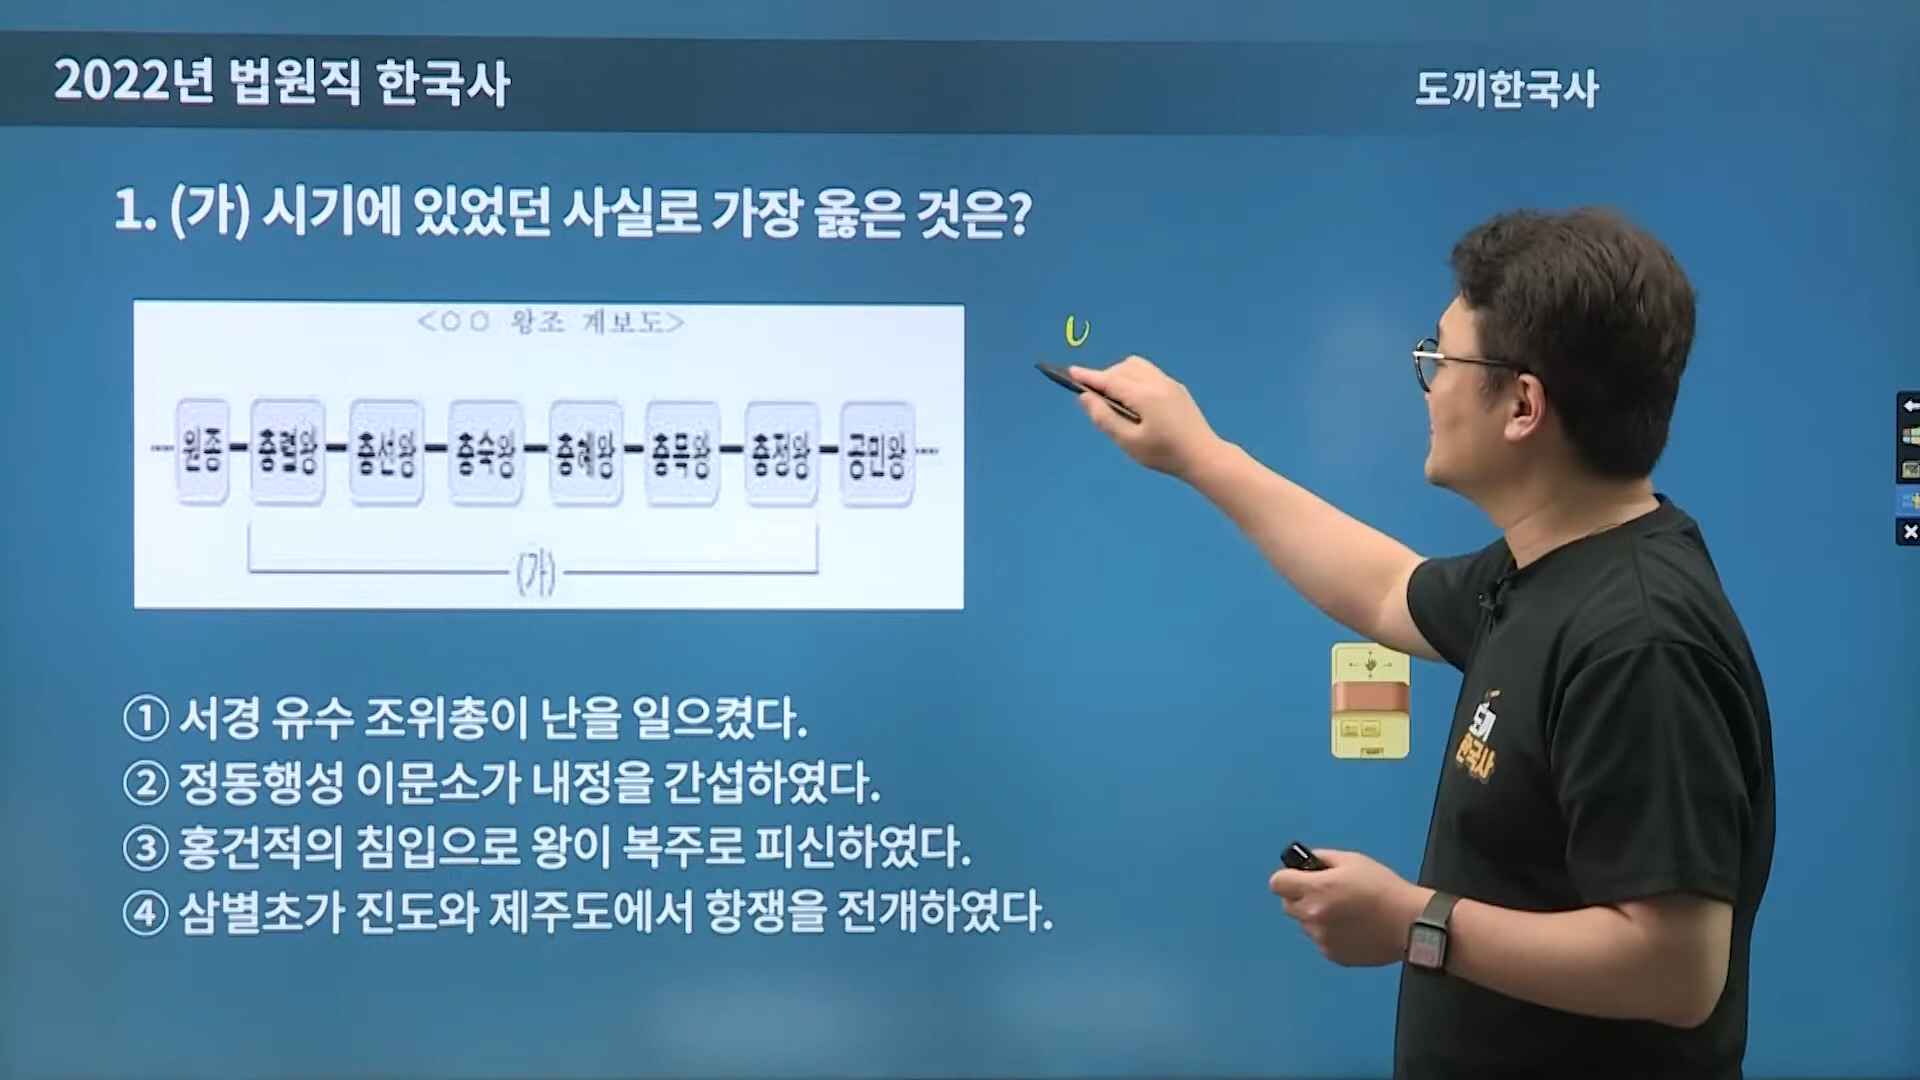 2022년 법원직 한국사
도끼한국사
1. (가) 시기에 있었던 사실로 가장 옳은 것은?
<○○ 왕조 계보도>
원종 충렬왕 충선왕 충숙왕 충혜왕 충목왕 충정왕 공민왕
(가)
① 서경 유수 조위총이 난을 일으켰다.
② 정동행성 이문소가 내정을 간섭하였다.
③ 홍건적의 침입으로 왕이 복주로 피신하였다.
④ 삼별초가 진도와 제주도에서 항쟁을 전개하였다.
도끼
한국사